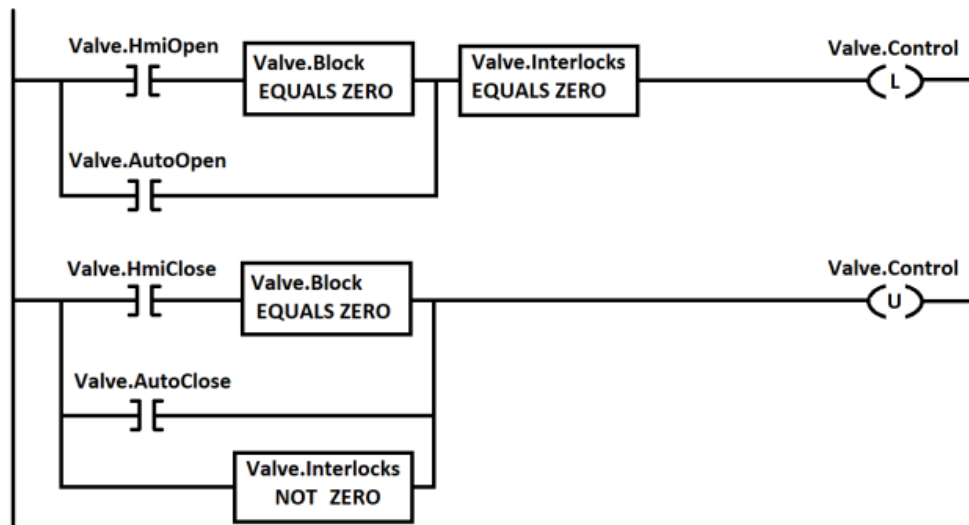 Valve.HmiOpen
Valve.Block
EQUALS ZERO
Valve.Interlocks
EQUALS ZERO
Valve.Control
L
Valve.AutoOpen
Valve.HmiClose
Valve.Block
EQUALS ZERO
Valve.Control
U
Valve.AutoClose
Valve.Interlocks
NOT ZERO